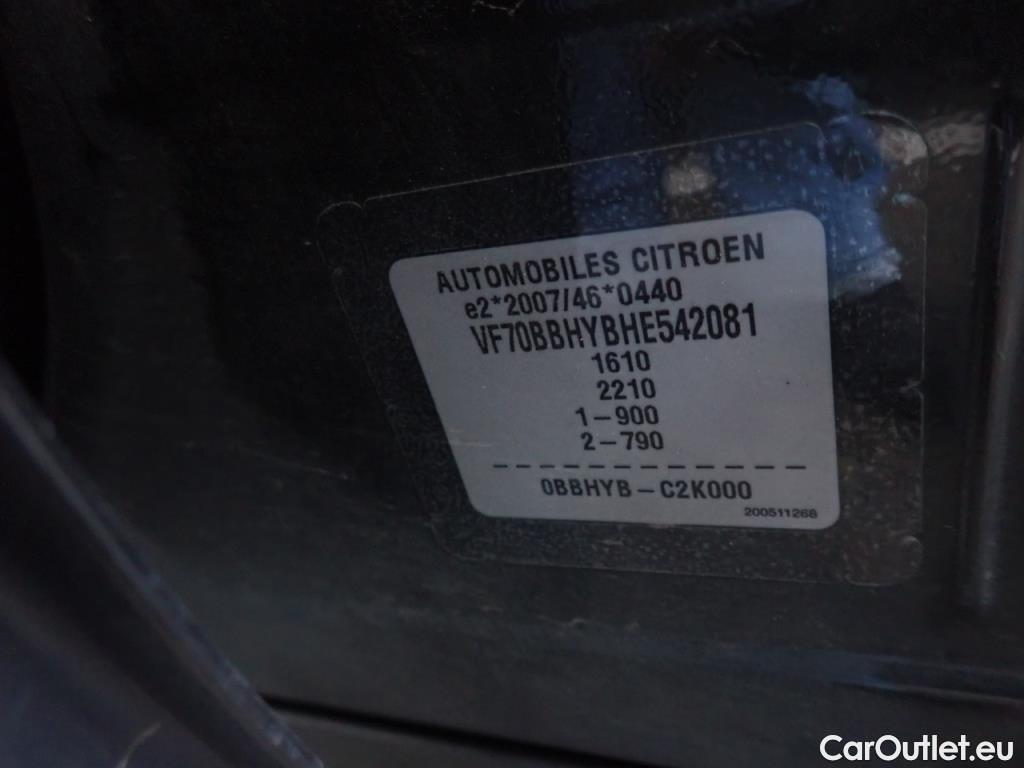 AUTOMOBILES CITROEN
e2*2007/46*0440
VF70BBHYBHE542081
1610
2210
1-900
2-790
0BBHYB-C2K000
200511268
CarOutlet.eu